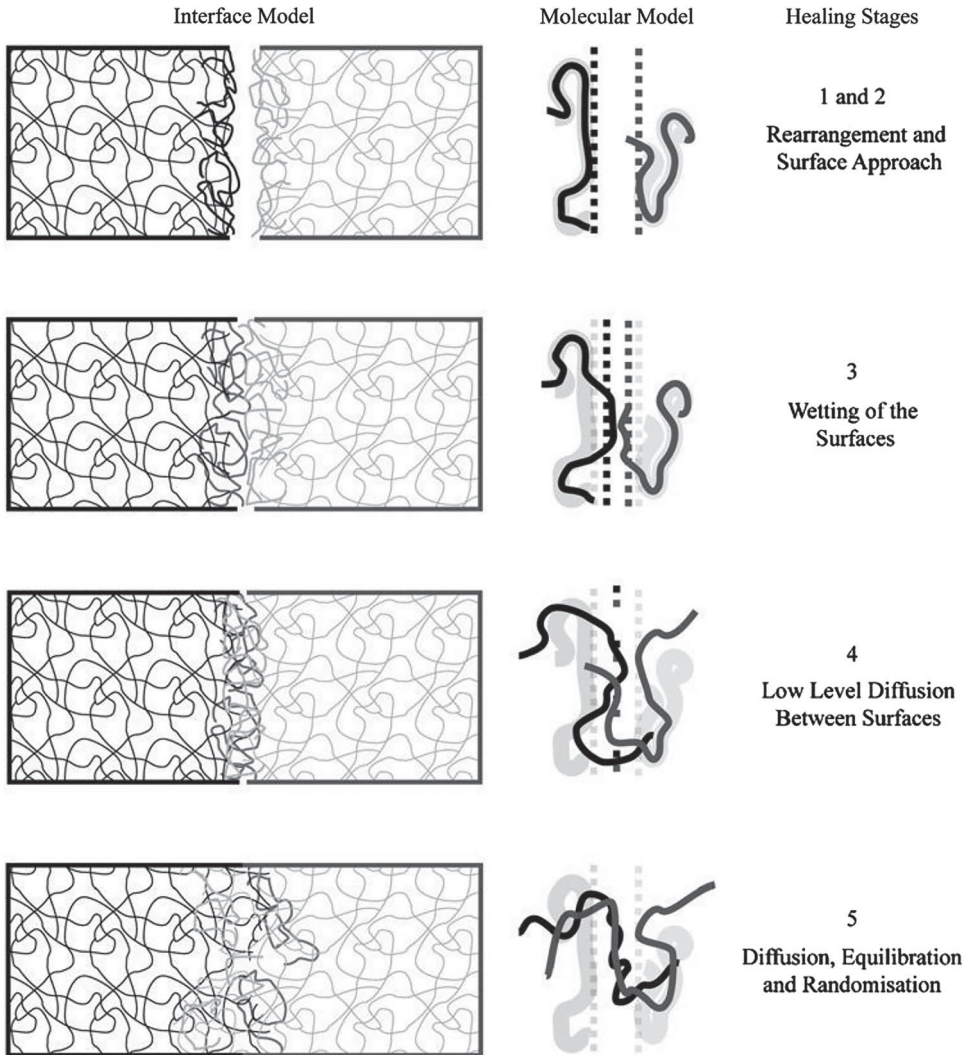 Interface Model
Molecular Model
Healing Stages
1 and 2
Rearrangement and
Surface Approach
3
Wetting of the
Surfaces
4
Low Level Diffusion
Between Surfaces
5
Diffusion, Equilibration
and Randomisation